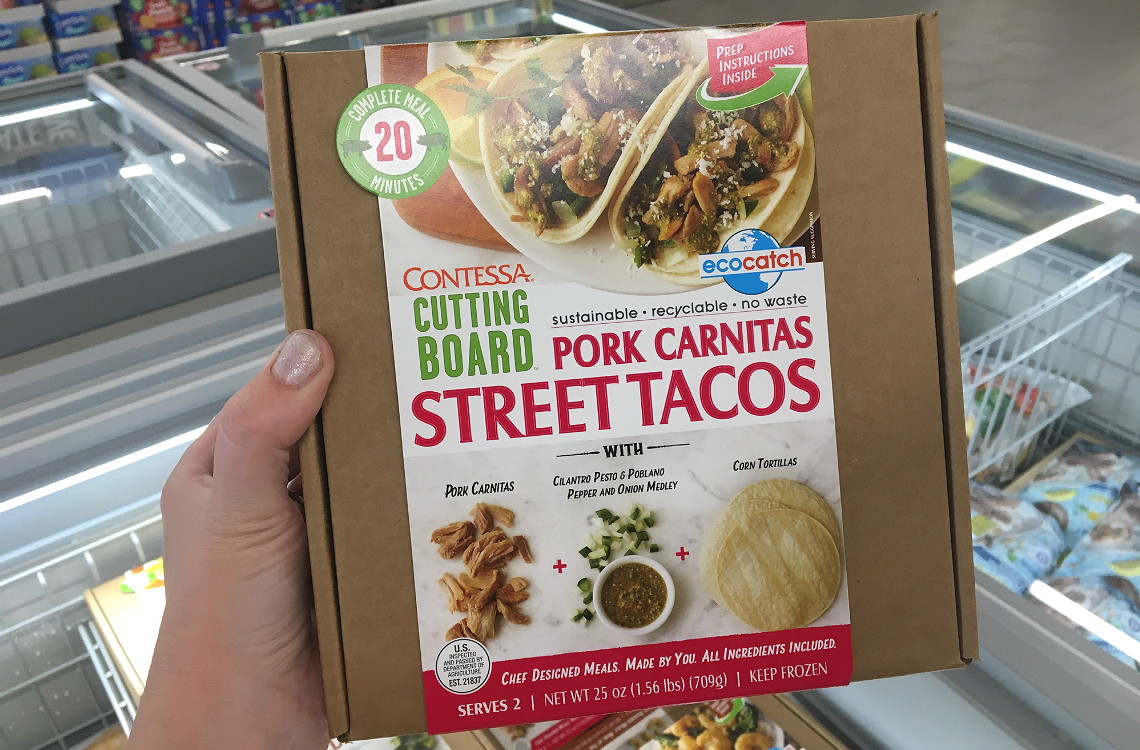 PREP
INSTRUCTIONS
INSIDE
COMPLETE MEAL
20
MINUTES
ecocatch
CONTESSA®
CUTTING
BOARD™
sustainable • recyclable • no waste
PORK CARNITAS
STREET TACOS
WITH
PORK CARNITAS
CILANTRO PESTO & POBLANO
PEPPER AND ONION MEDLEY
CORN TORTILLAS
+
+
U.S.
INSPECTED
AND PASSED BY
DEPARTMENT OF
AGRICULTURE
EST. 21837
CHEF DESIGNED MEALS. MADE BY YOU. ALL INGREDIENTS INCLUDED.
SERVES 2 | NET WT 25 oz (1.56 lbs) (709g) | KEEP FROZEN